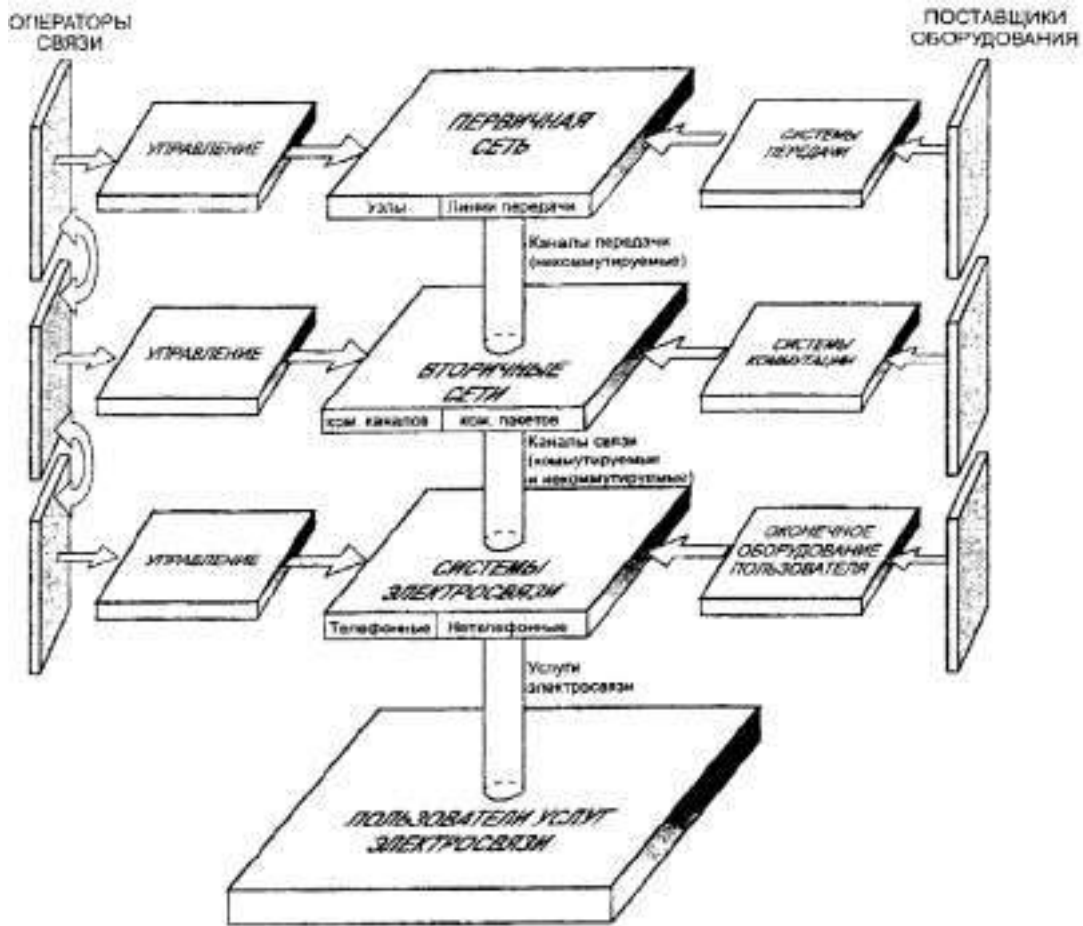 ОПЕРАТОРЫ
СВЯЗИ
ПОСТАВЩИКИ
ОБОРУДОВАНИЯ
УПРАВЛЕНИЕ
ПЕРВИЧНАЯ
СЕТЬ
СИСТЕМЫ
ПЕРЕДАЧИ
Узлы
Линии передачи
Каналы передачи
(некоммутируемые)
УПРАВЛЕНИЕ
ВТОРИЧНЫЕ
СЕТИ
СИСТЕМЫ
КОММУТАЦИИ
ком. каналов
ком. пакетов
Каналы связи
(коммутируемые
и некоммутируемые)
УПРАВЛЕНИЕ
СИСТЕМЫ
ЭЛЕКТРОСВЯЗИ
ОКОНЕЧНОЕ
ОБОРУДОВАНИЕ
ПОЛЬЗОВАТЕЛЯ
Телефонные
Нетелефонные
Услуги
электросвязи
ПОЛЬЗОВАТЕЛИ УСЛУГ
ЭЛЕКТРОСВЯЗИ